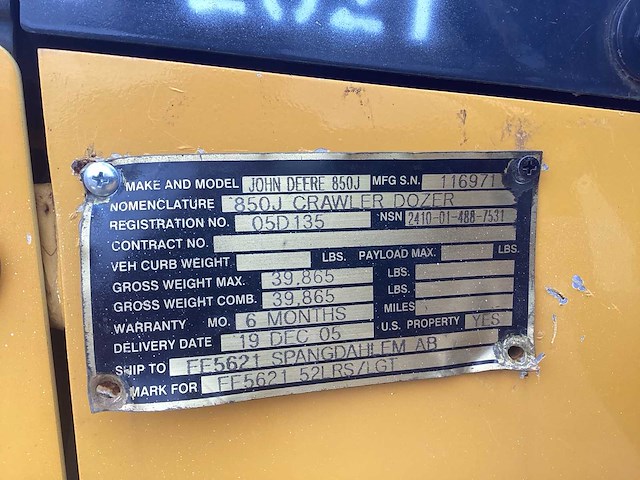 2021
MAKE AND MODEL JOHN DEERE 850J MFG S.N. 116971
NOMENCLATURE 850J CRAWLER DOZER
REGISTRATION NO. 05D135 NSN 2410-01-488-7531
CONTRACT NO.
VEH CURB WEIGHT LBS. PAYLOAD MAX. LBS.
GROSS WEIGHT MAX. 39,865 LBS.
GROSS WEIGHT COMB. 39,865 LBS.
WARRANTY MO. 6 MONTHS MILES
DELIVERY DATE 19 DEC 05 U.S. PROPERTY YES
SHIP TO FE5621 SPANGDAHLEM AB
MARK FOR FE5621 52LRS/LGT